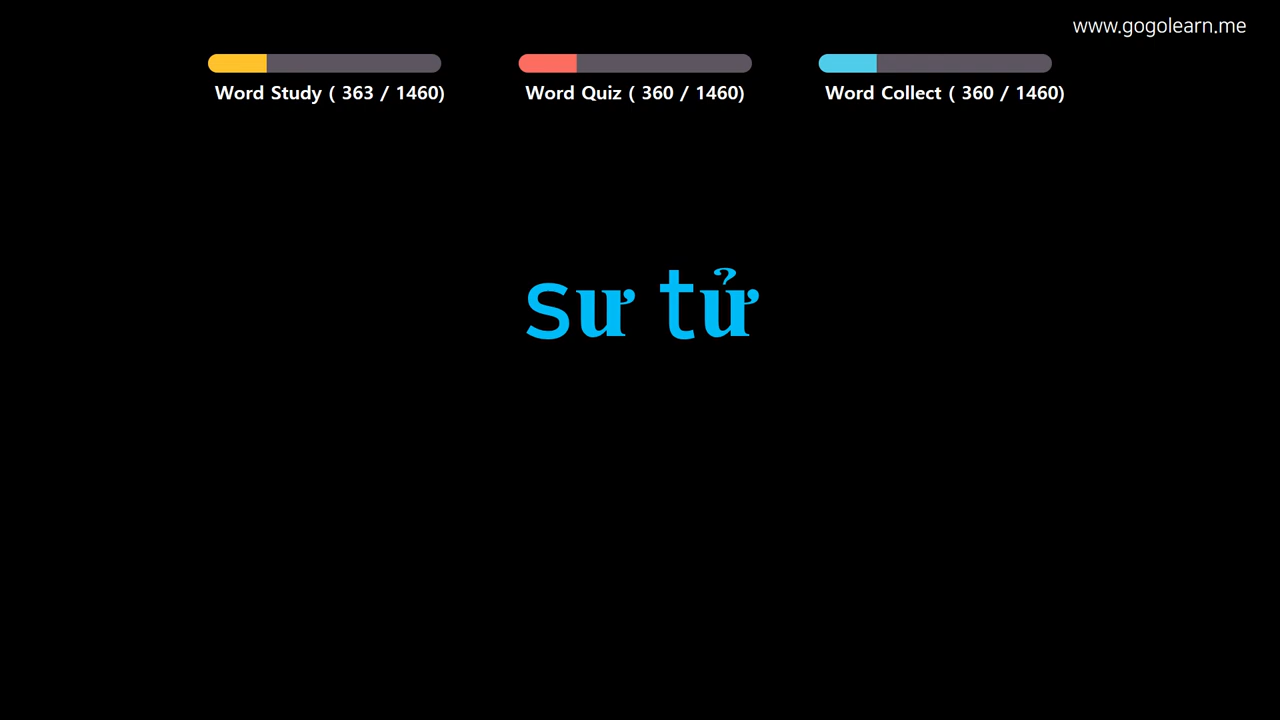 www.gogolearn.me
Word Study ( 363 / 1460)
Word Quiz ( 360 / 1460)
Word Collect ( 360 / 1460)
sư tử